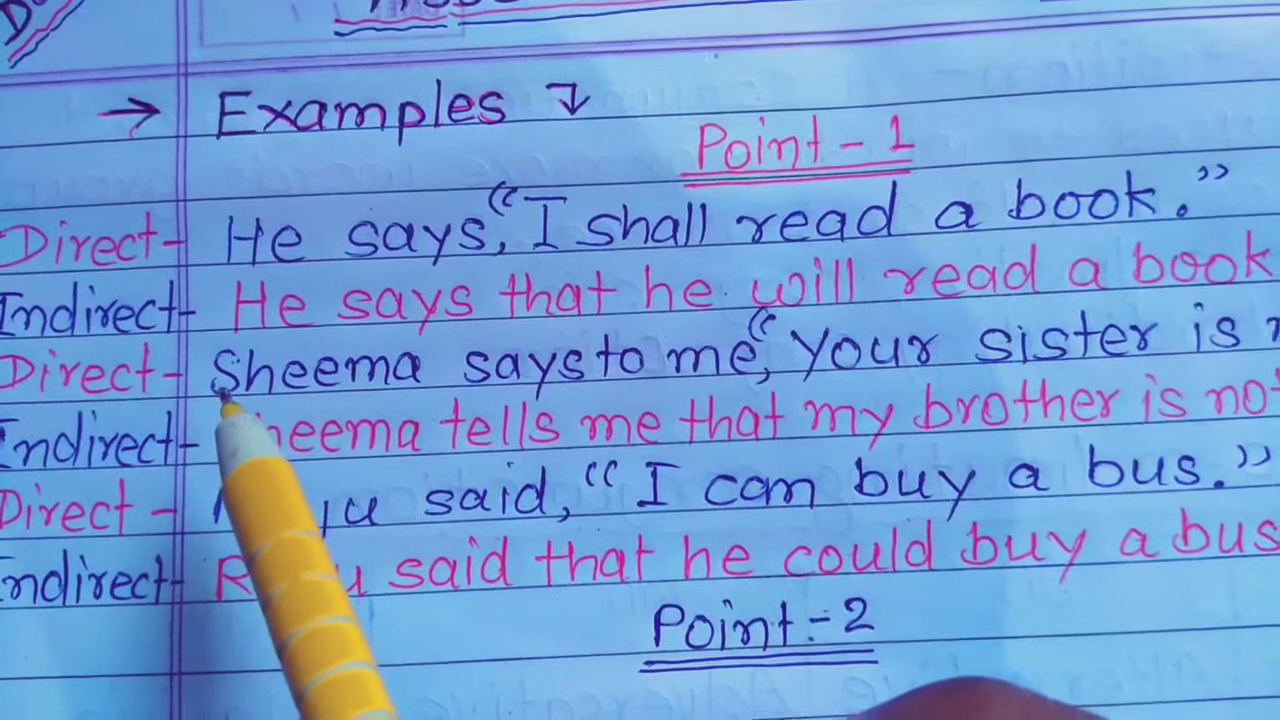 → Examples ↴
Point - 1
Direct- He says, “I shall read a book.”
Indirect- He says that he will read a book
Direct- Sheema says to me, “Your sister is
Indirect- heema tells me that my brother is not
Direct - said, “I can buy a bus.”
Indirect- said that he could buy a bus
Point:-2